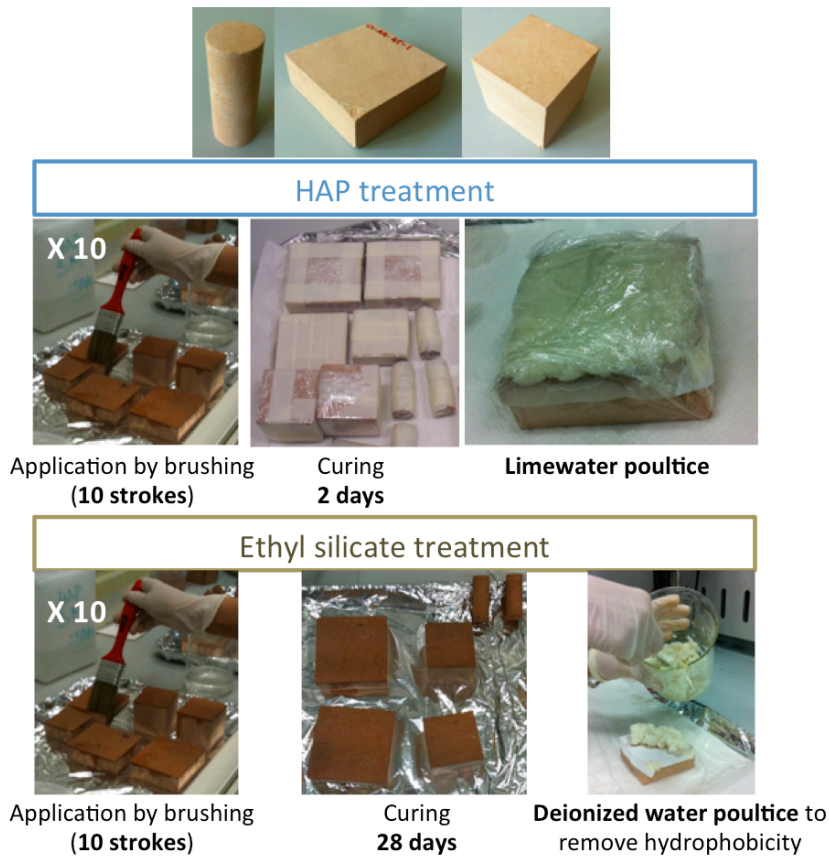 HAP treatment
X 10
Application by brushing
(10 strokes)
Curing
2 days
Limewater poultice
Ethyl silicate treatment
X 10
Application by brushing
(10 strokes)
Curing
28 days
Deionized water poultice to
remove hydrophobicity